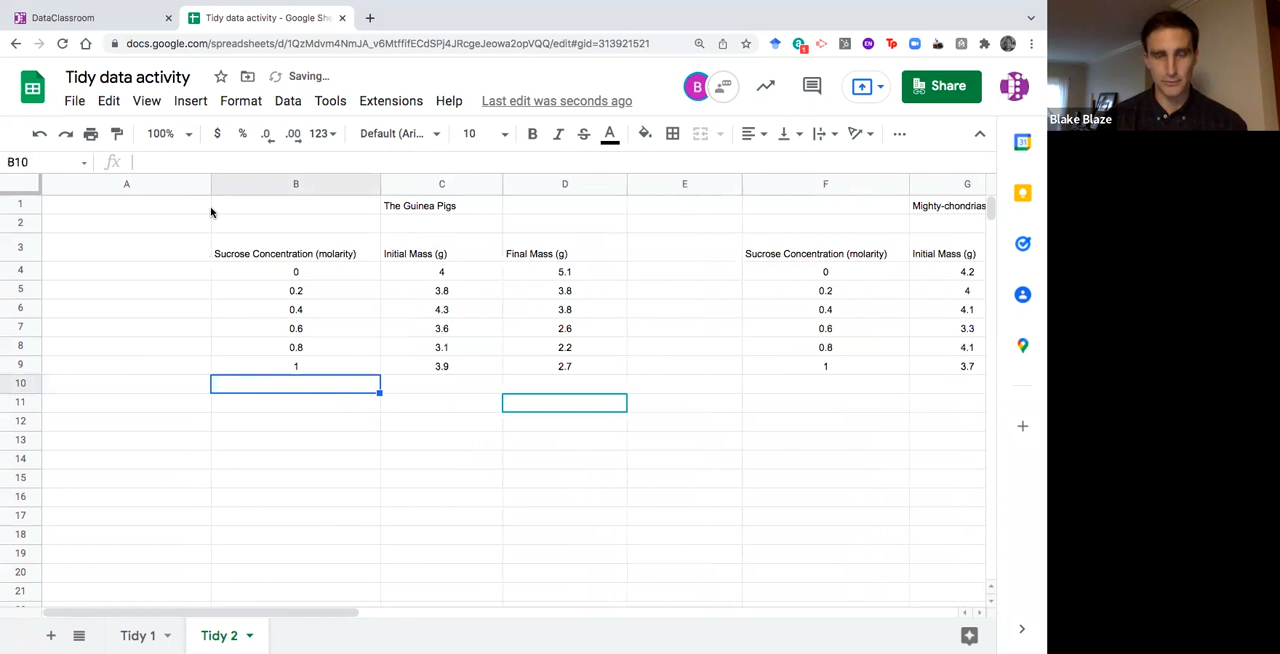 DataClassroom × Tidy data activity - Google She × +
docs.google.com/spreadsheets/d/1QzMdvm4NmJA_v6MtffifECdSPj4JRcgeJeowa2opVQQ/edit#gid=313921521
EN Tp 1
Tidy data activity Saving…
File Edit View Insert Format Data Tools Extensions Help Last edit was seconds ago
B
Share
Blake Blaze
100% $ % .0 .00 123 Default (Ari... 10 B I S A
B10 fx
31
A B C D E F G
1 The Guinea Pigs Mighty-chondrias
2
3 Sucrose Concentration (molarity) Initial Mass (g) Final Mass (g) Sucrose Concentration (molarity) Initial Mass (g)
4 0 4 5.1 0 4.2
5 0.2 3.8 3.8 0.2 4
6 0.4 4.3 3.8 0.4 4.1
7 0.6 3.6 2.6 0.6 3.3
8 0.8 3.1 2.2 0.8 4.1
9 1 3.9 2.7 1 3.7
10
11
12
13
14
15
16
17
18
19
20
21
+ Tidy 1 Tidy 2